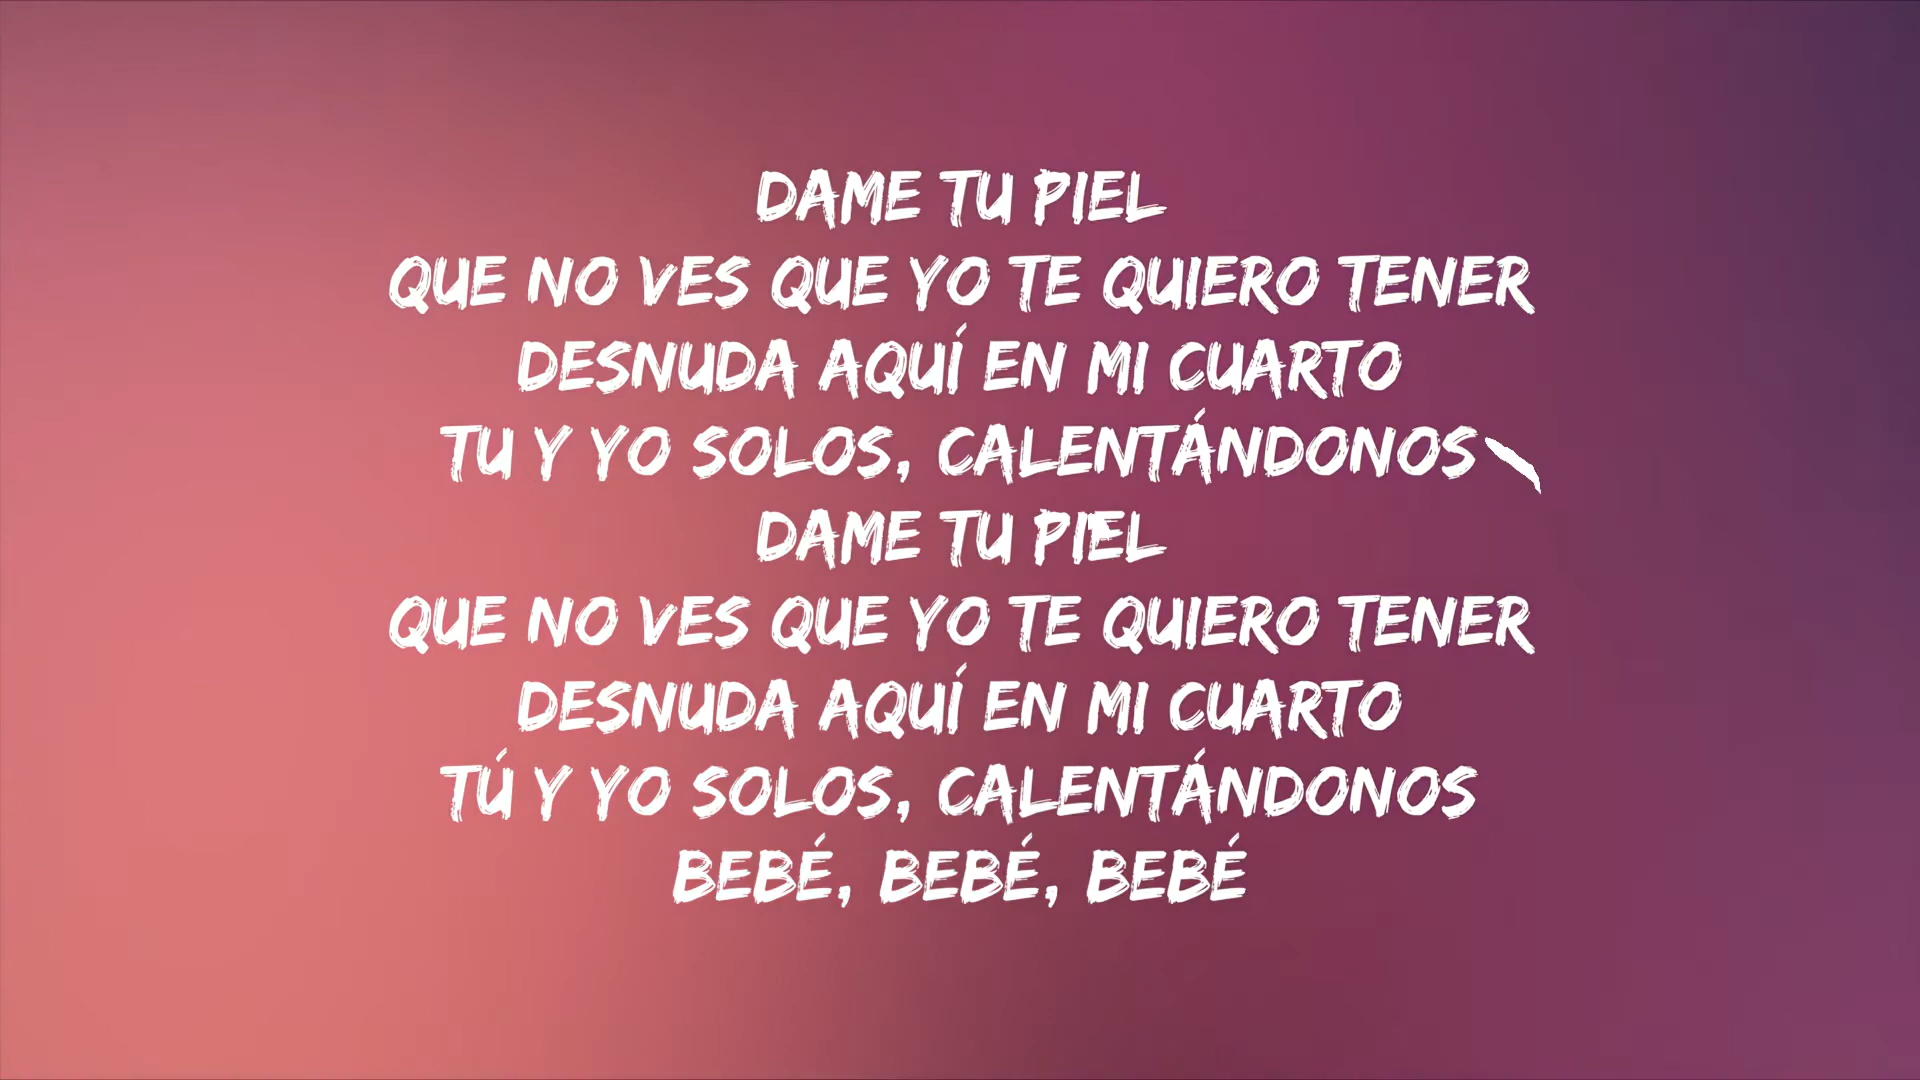 DAME TU PIEL
QUE NO VES QUE YO TE QUIERO TENER
DESNUDA AQUÍ EN MI CUARTO
TU Y YO SOLOS, CALENTÁNDONOS
DAME TU PIEL
QUE NO VES QUE YO TE QUIERO TENER
DESNUDA AQUÍ EN MI CUARTO
TÚ Y YO SOLOS, CALENTÁNDONOS
BEBÉ, BEBÉ, BEBÉ